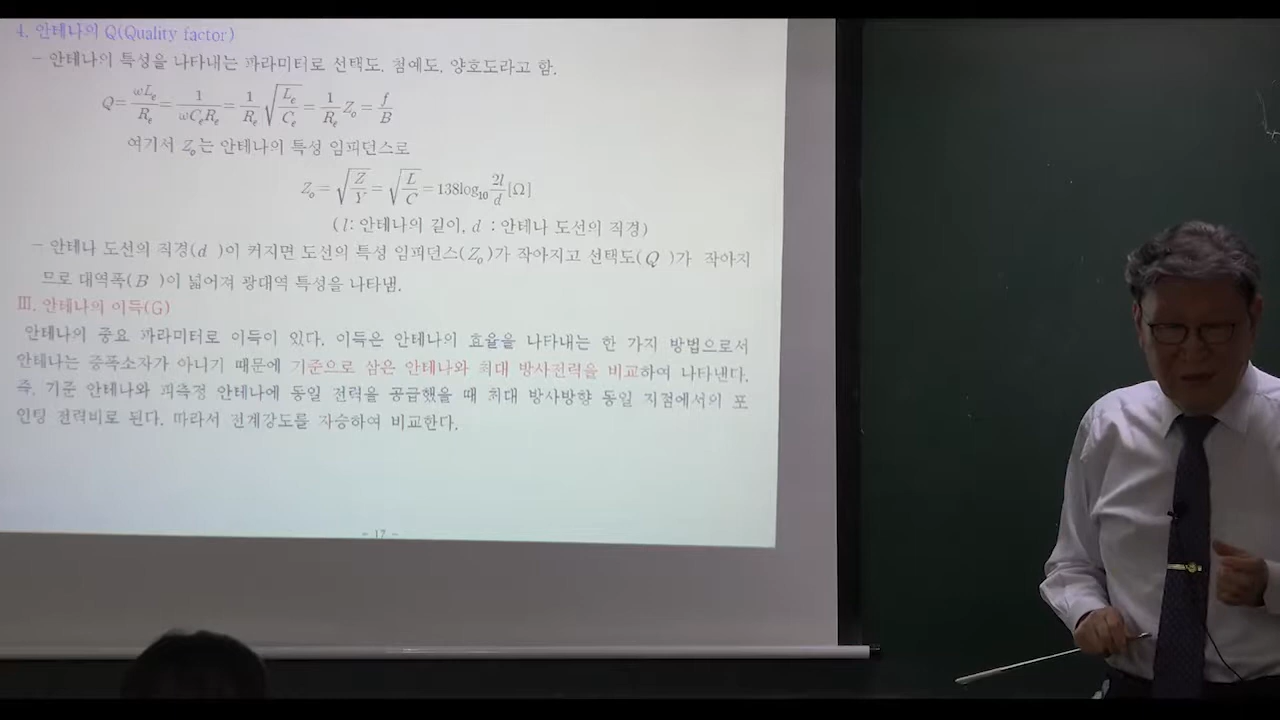 4. 안테나의 Q(Quality factor)
- 안테나의 특성을 나타내는 파라미터로 선택도, 첨예도, 양호도라고 함.
Q = ωLₑ/Rₑ = 1/(ωCₑRₑ) = 1/Rₑ √(Lₑ/Cₑ) = 1/Rₑ Z₀ = f/B
여기서 Z₀는 안테나의 특성 임피던스로
Z₀ = √(Z/Y) = √(L/C) = 138log₁₀ 2l/d [Ω]
(l: 안테나의 길이, d : 안테나 도선의 직경)
- 안테나 도선의 직경(d )이 커지면 도선의 특성 임피던스(Z₀)가 작아지고 선택도(Q )가 작아지
므로 대역폭(B )이 넓어져 광대역 특성을 나타냄.
Ⅲ. 안테나의 이득(G)
안테나의 중요 파라미터로 이득이 있다. 이득은 안테나의 효율을 나타내는 한 가지 방법으로서
안테나는 증폭소자가 아니기 때문에 기준으로 삼은 안테나와 최대 방사전력을 비교하여 나타낸다.
즉, 기준 안테나와 피측정 안테나에 동일 전력을 공급했을 때 최대 방사방향 동일 지점에서의 포
인팅 전력비로 된다. 따라서 전계강도를 자승하여 비교한다.
- 17 -